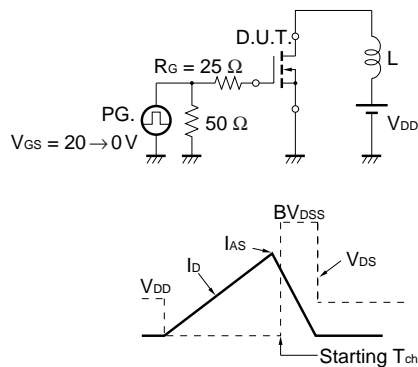 D.U.T.
RG = 25 Ω
L
PG.
50 Ω
VDD
VGS = 20 → 0 V
BVDSS
IAS
ID
VDS
VDD
Starting Tch